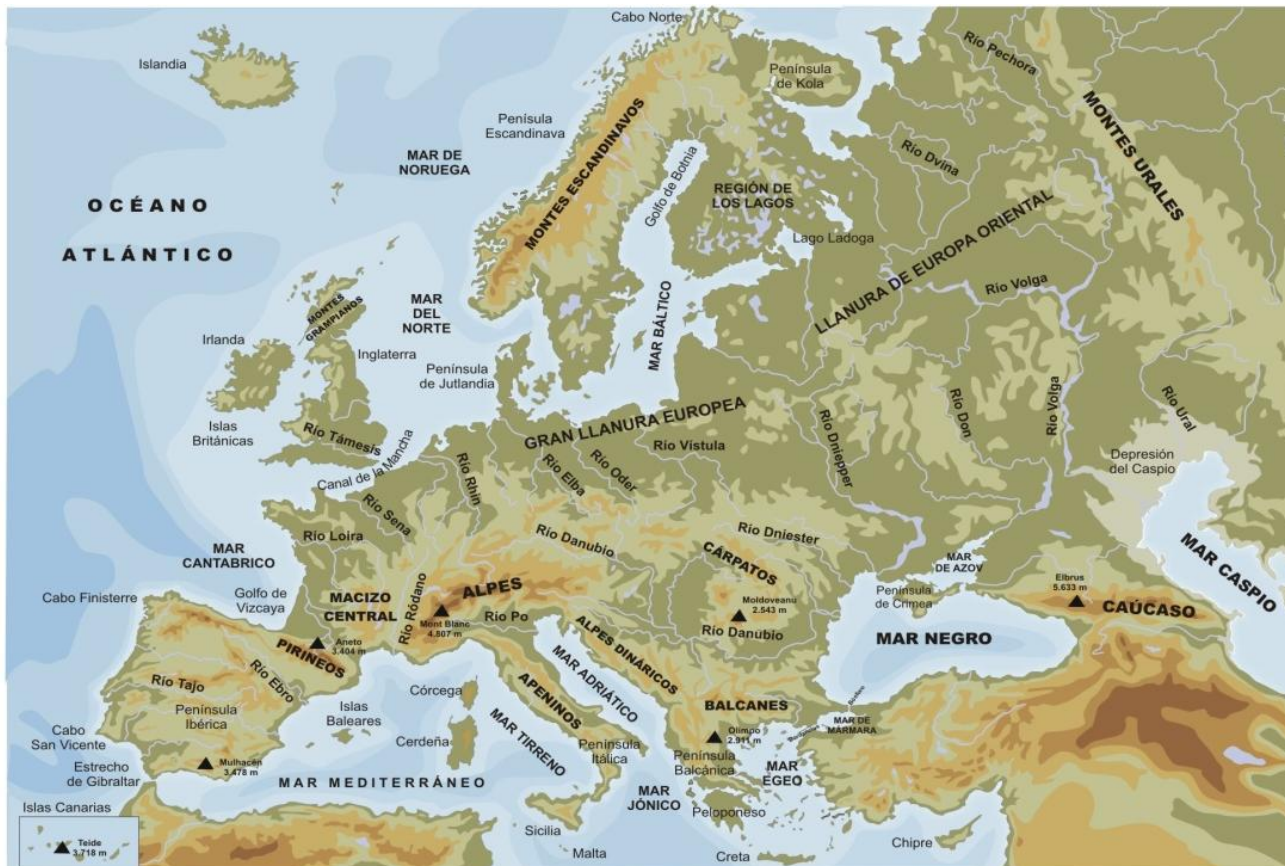 Cabo Norte
Islandia
Río Pechora
Península
de Kola
Penísula
Escandinava
MONTES ESCANDINAVOS
MONTES URALES
MAR DE
NORUEGA
Río Dvina
Golfo de Botnia
REGIÓN DE
LOS LAGOS
OCÉANO
ATLÁNTICO
Lago Ladoga
LLANURA DE EUROPA ORIENTAL
Río Volga
MONTES
GRAMPIANOS
MAR
DEL
NORTE
MAR BÁLTICO
Irlanda
Inglaterra
Península
de Jutlandia
Islas
Británicas
Río Támesis
Canal de la Mancha
GRAN LLANURA EUROPEA
Río Vístula
Río Dniepper
Río Don
Río Volga
Río Ural
Depresión
del Caspio
Río Rhin
Río Elba
Río Oder
Río Sena
Río Loira
Río Danubio
Río Dniester
CÁRPATOS
MAR
CANTABRICO
MAR
DE AZOV
MAR CASPIO
Cabo Finisterre
Golfo de
Vizcaya
MACIZO
CENTRAL
Río Ródano
ALPES
Mont Blanc
4.807 m
Río Po
Moldoveanu
2.543 m
Río Danubio
Península
de Crimea
Elbrus
5.633 m
CAÚCASO
MAR NEGRO
PIRINEOS
Aneto
3.404 m
ALPES DINÁRICOS
Río Tajo
Río Ebro
Península
Ibérica
Islas
Baleares
Córcega
Cerdeña
APENINOS
MAR ADRIÁTICO
MAR TIRRENO
Península
Itálica
BALCANES
MAR DE
MARMARA
Olimpo
2.911 m
Península
Balcánica
MAR
EGEO
Cabo
San Vicente
Estrecho
de Gibraltar
Mulhacén
3.478 m
MAR MEDITERRÁNEO
MAR
JÓNICO
Peloponeso
Islas Canarias
Teide
3.718 m
Sicilia
Malta
Creta
Chipre